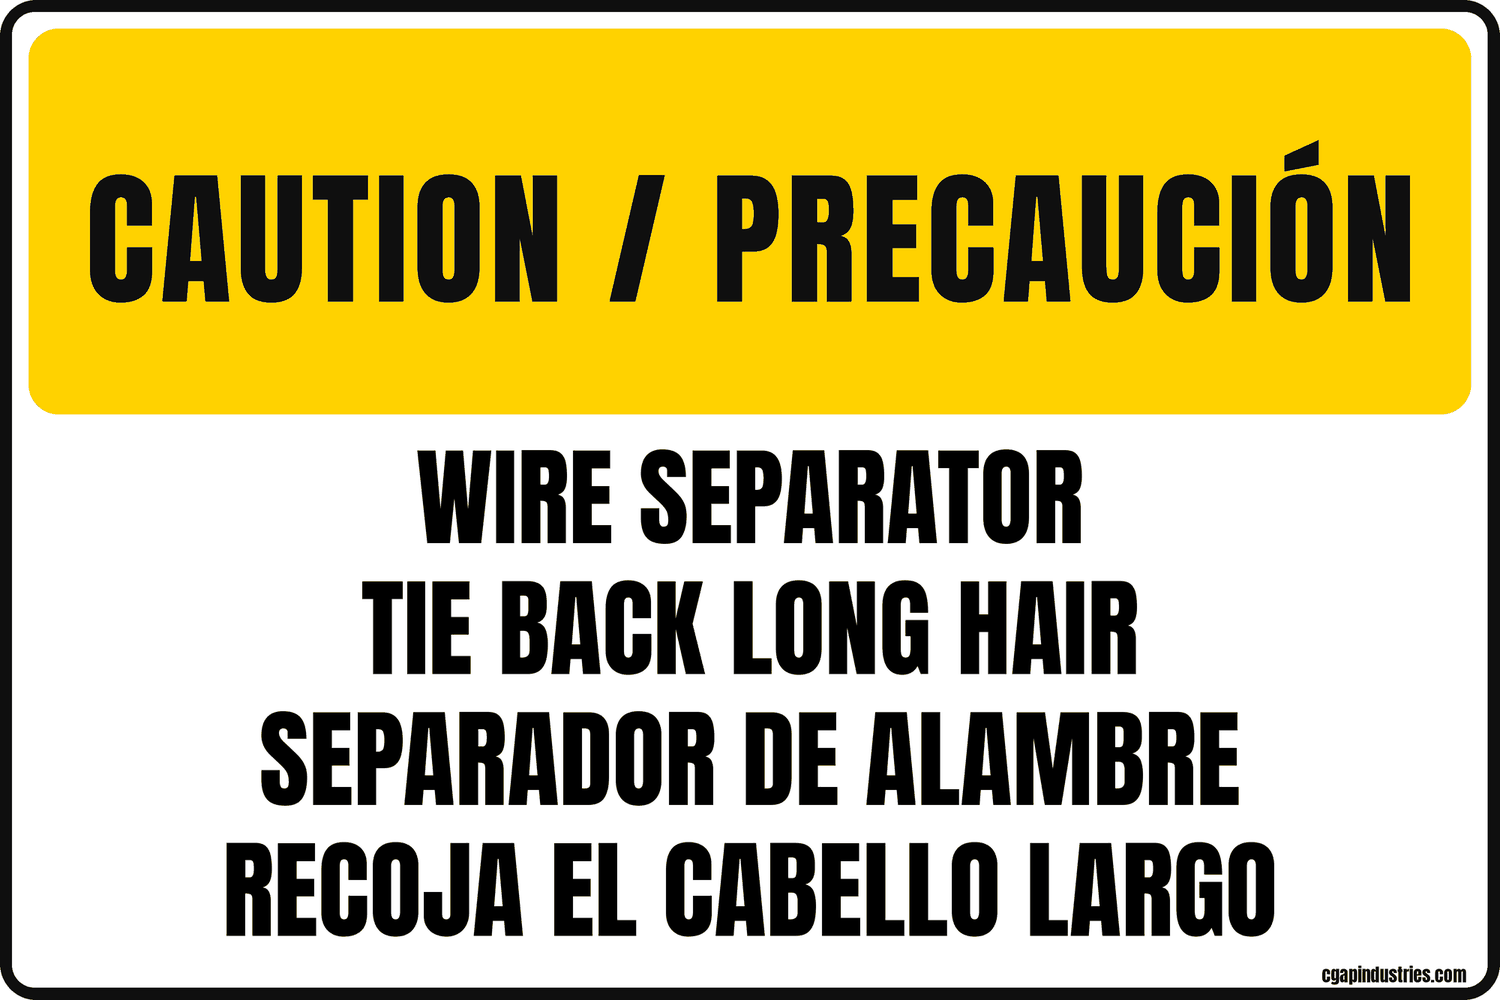 CAUTION / PRECAUCIÓN
WIRE SEPARATOR
TIE BACK LONG HAIR
SEPARADOR DE ALAMBRE
RECOJA EL CABELLO LARGO
cgapindustries.com